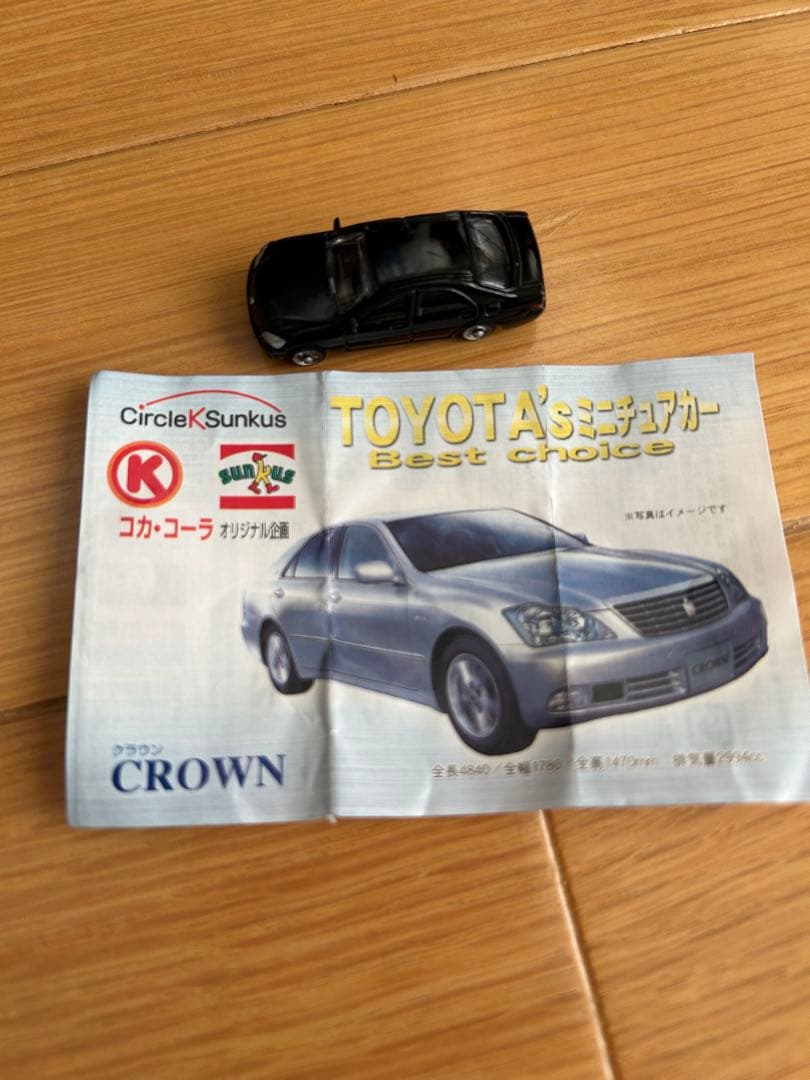 CircleKSunkus
K
sunkus
コカ・コーラ オリジナル企画
TOYOTA'sミニチュアカー
Best choice
※写真はイメージです
CROWN
クラウン
CROWN
全長4840/全幅1780/全高1470mm 排気量2994cc